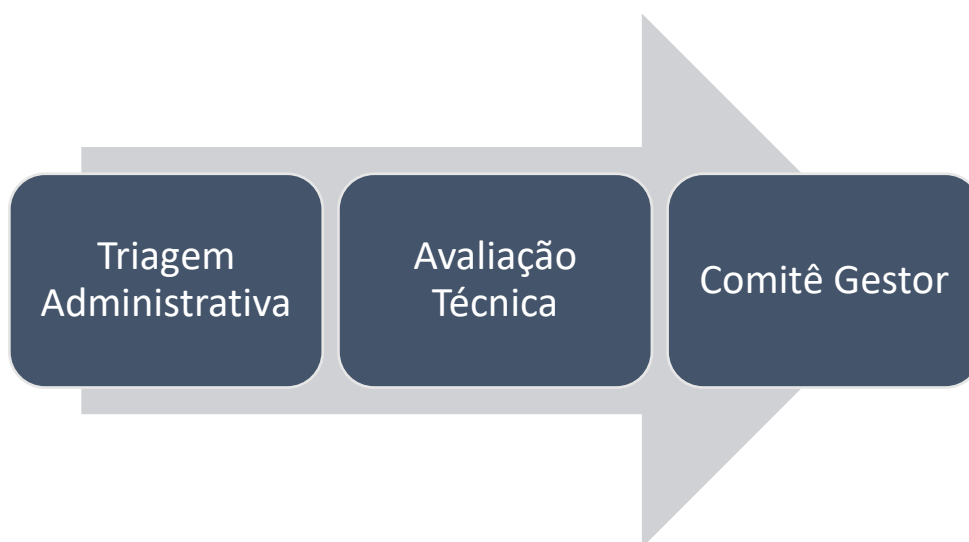 Triagem
Administrativa
Avaliação
Técnica
Comitê Gestor